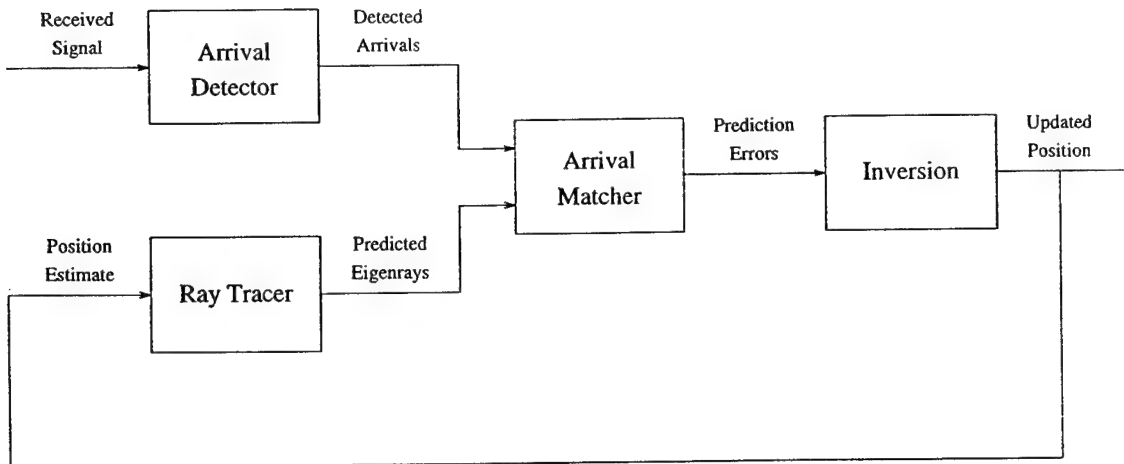 Received
Signal
Arrival
Detector
Detected
Arrivals
Arrival
Matcher
Prediction
Errors
Inversion
Updated
Position
Position
Estimate
Ray Tracer
Predicted
Eigenrays